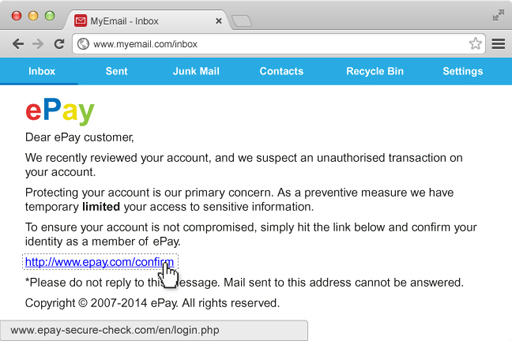 MyEmail - Inbox
www.myemail.com/inbox
Inbox Sent Junk Mail Contacts Recycle Bin Settings
ePay
Dear ePay customer,
We recently reviewed your account, and we suspect an unauthorised transaction on
your account.
Protecting your account is our primary concern. As a preventive measure we have
temporary limited your access to sensitive information.
To ensure your account is not compromised, simply hit the link below and confirm your
identity as a member of ePay.
http://www.epay.com/confirm
*Please do not reply to this message. Mail sent to this address cannot be answered.
Copyright © 2007-2014 ePay. All rights reserved.
www.epay-secure-check.com/en/login.php